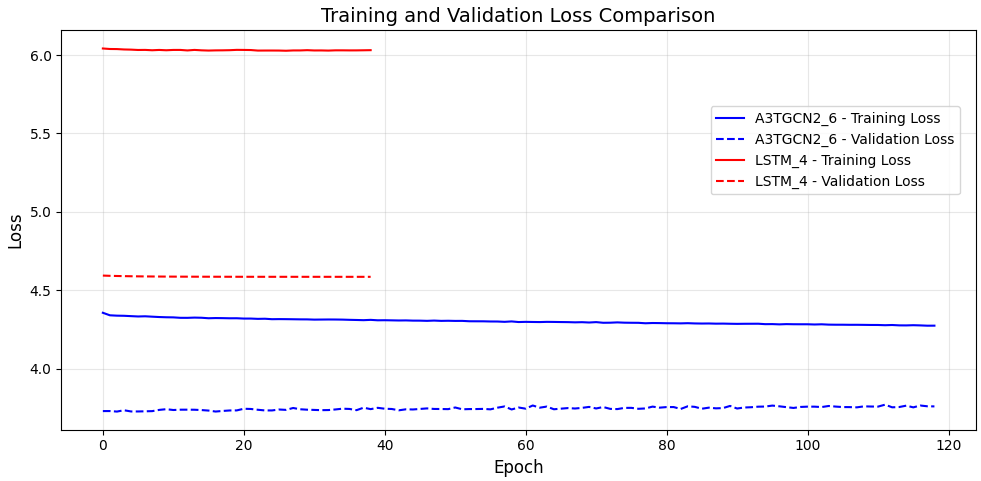 Training and Validation Loss Comparison
6.0
5.5
5.0
4.5
4.0
Loss
A3TGCN2_6 - Training Loss
A3TGCN2_6 - Validation Loss
LSTM_4 - Training Loss
LSTM_4 - Validation Loss
0 20 40 60 80 100 120
Epoch